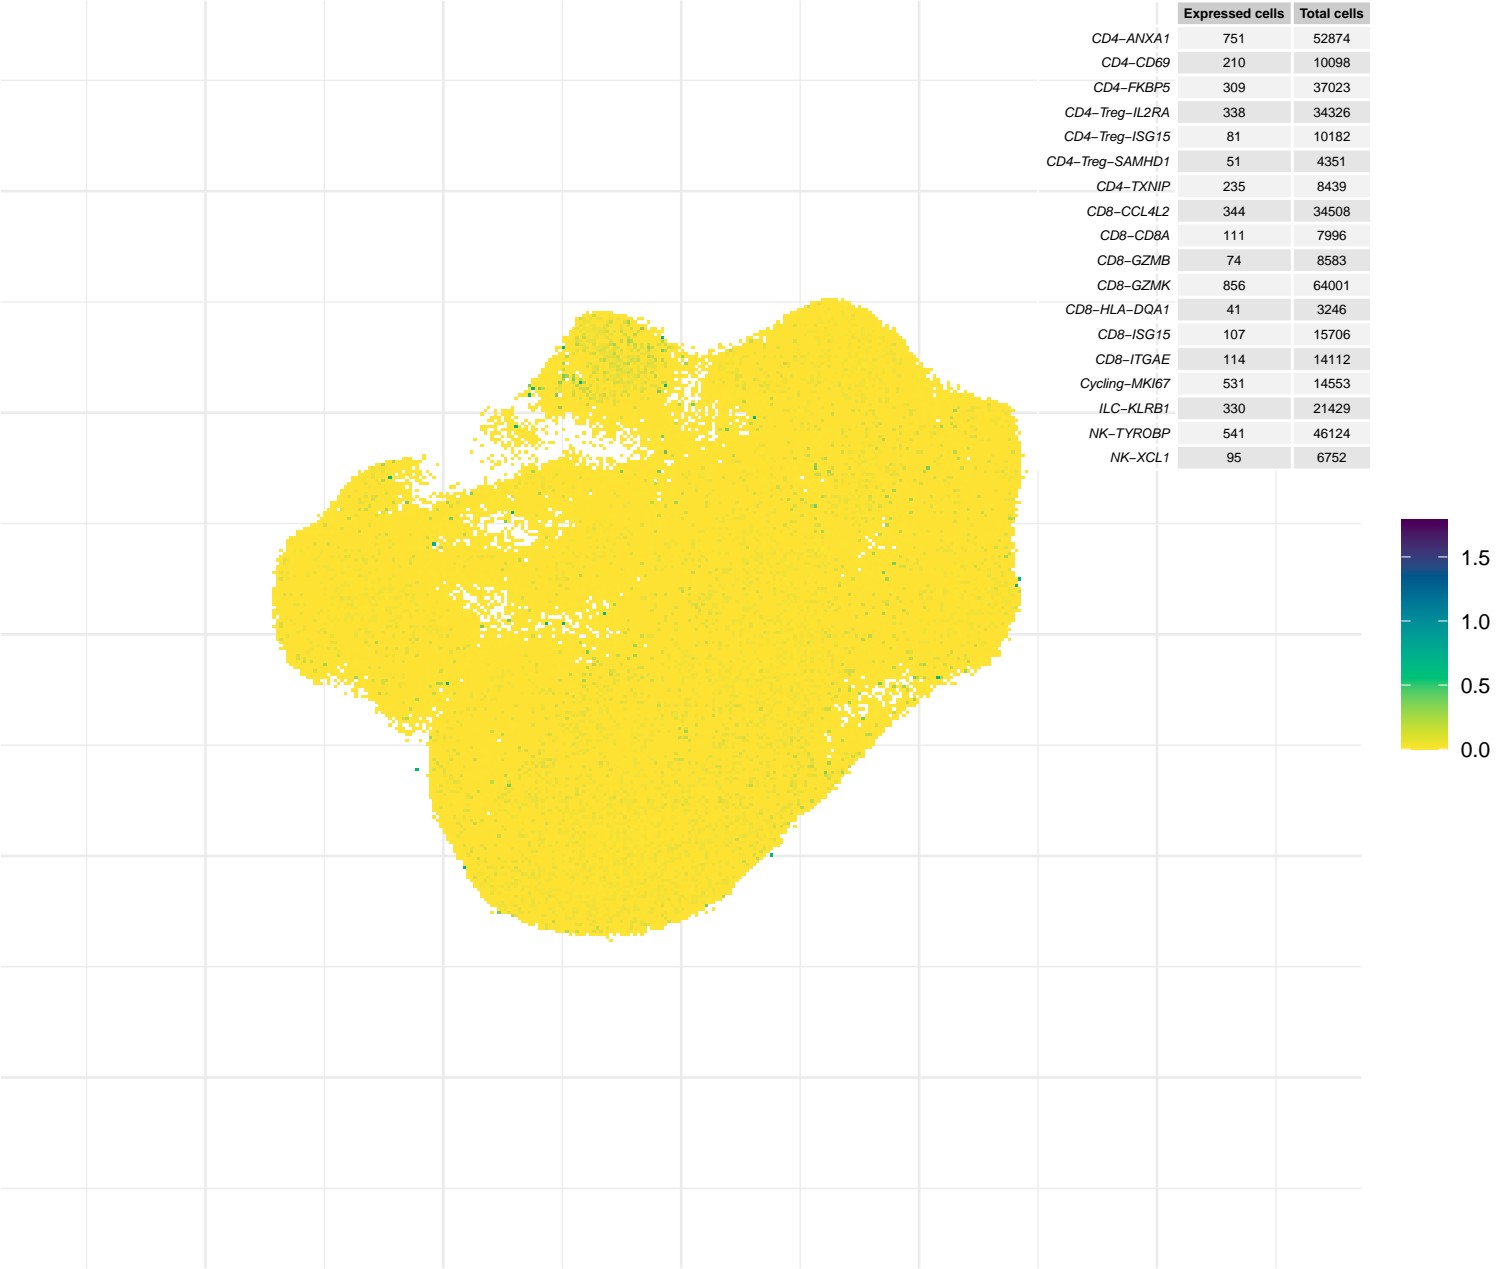 Expressed cells Total cells
CD4−ANXA1 751 52874
CD4−CD69 210 10098
CD4−FKBP5 309 37023
CD4−Treg−IL2RA 338 34326
CD4−Treg−ISG15 81 10182
CD4−Treg−SAMHD1 51 4351
CD4−TXNIP 235 8439
CD8−CCL4L2 344 34508
CD8−CD8A 111 7996
CD8−GZMB 74 8583
CD8−GZMK 856 64001
CD8−HLA−DQA1 41 3246
CD8−ISG15 107 15706
CD8−ITGAE 114 14112
Cycling−MKI67 531 14553
ILC−KLRB1 330 21429
NK−TYROBP 541 46124
NK−XCL1 95 6752
1.5
1.0
0.5
0.0